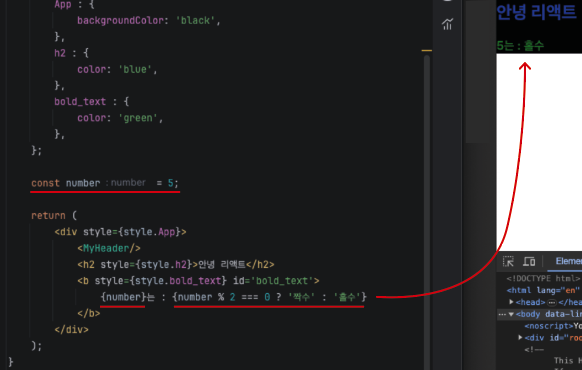 App : {
backgroundColor: 'black',
},
h2 : {
color: 'blue',
},
bold_text : {
color: 'green',
},
};
const number :number = 5;
return (
<div style={style.App}>
<MyHeader/>
<h2 style={style.h2}>안녕 리액트</h2>
<b style={style.bold_text} id='bold_text'>
{number}는 : {number % 2 === 0 ? '짝수' : '홀수'}
</b>
</div>
);
}
안녕 리액트
5는 : 홀수
Eleme
<!DOCTYPE html>
<html lang="en"
<head> ⋯ </hea
<body data-lin
<noscript>Yo
<div id="roo
<!--
This H